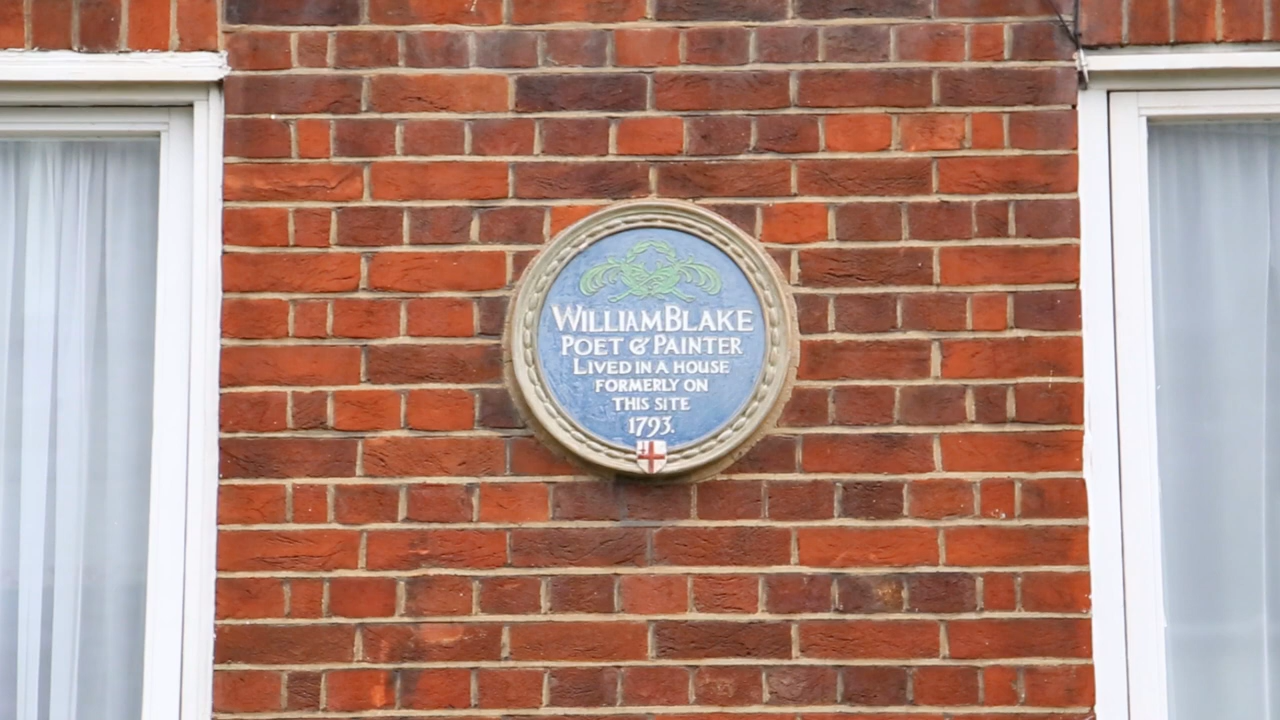 WILLIAM BLAKE
POET & PAINTER
LIVED IN A HOUSE
FORMERLY ON
THIS SITE
1793.